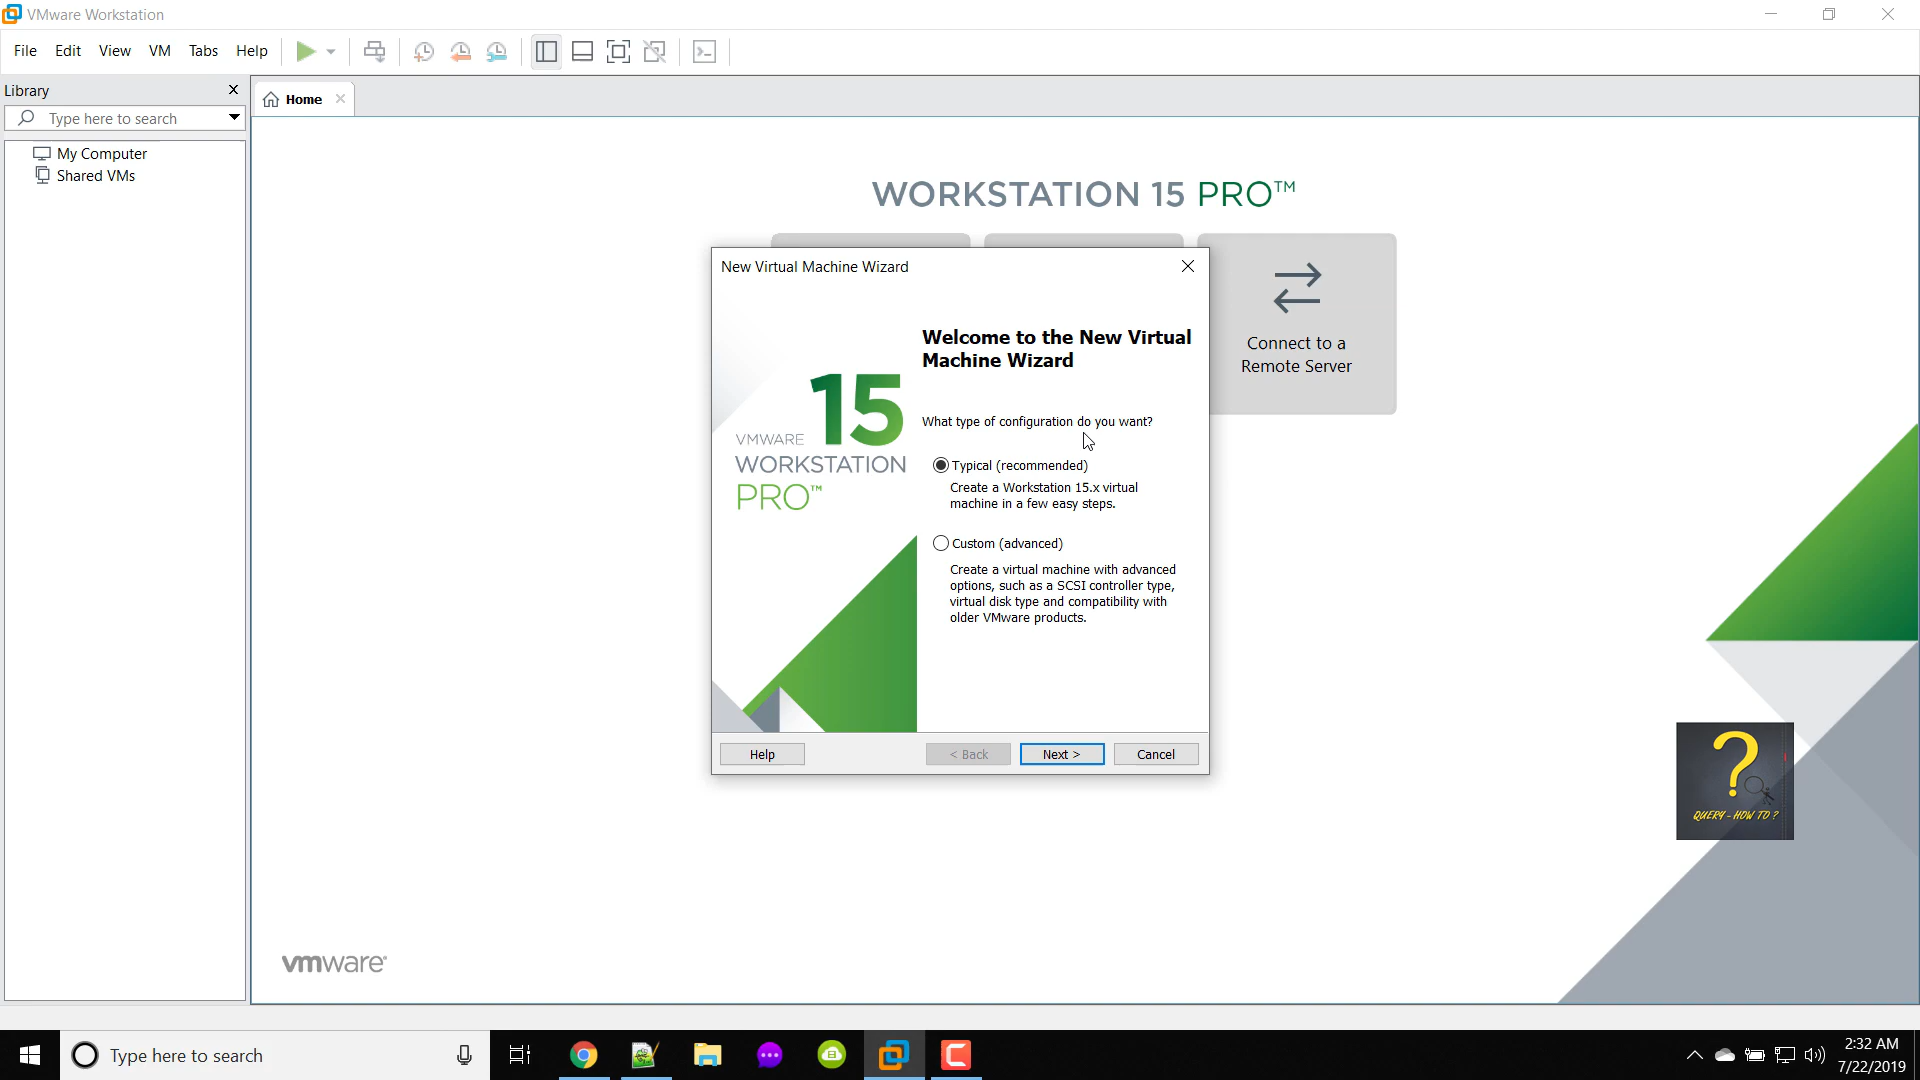 VMware Workstation
File Edit View VM Tabs Help
Library
Type here to search
My Computer
Shared VMs
Home
WORKSTATION 15 PRO™
Connect to a
Remote Server
New Virtual Machine Wizard
15
VMWARE
WORKSTATION
PRO™
Welcome to the New Virtual
Machine Wizard
What type of configuration do you want?
Typical (recommended)
Create a Workstation 15.x virtual
machine in a few easy steps.
Custom (advanced)
Create a virtual machine with advanced
options, such as a SCSI controller type,
virtual disk type and compatibility with
older VMware products.
Help
< Back
Next >
Cancel
?
QUERY - HOW TO ?
vmware®
Type here to search
2:32 AM
7/22/2019